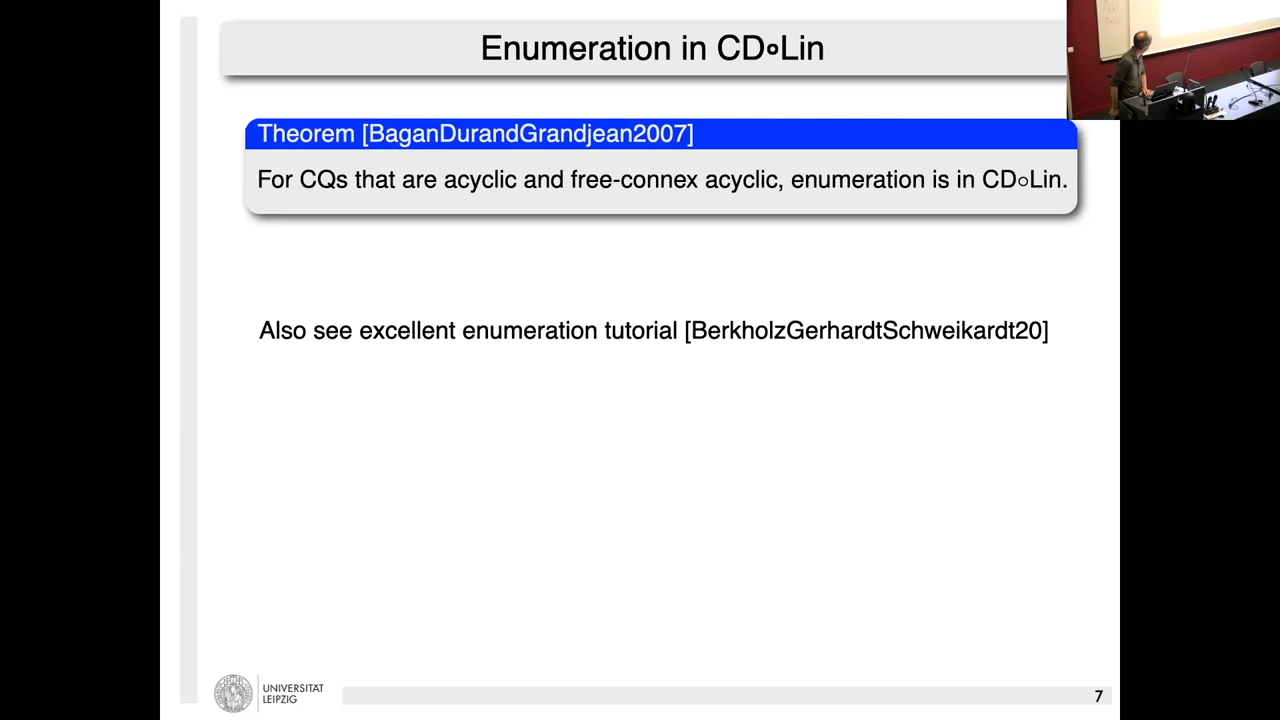 Enumeration in CD∘Lin
Theorem [BaganDurandGrandjean2007]
For CQs that are acyclic and free-connex acyclic, enumeration is in CD○Lin.
Also see excellent enumeration tutorial [BerkholzGerhardtSchweikardt20]
UNIVERSITÄT
LEIPZIG
7